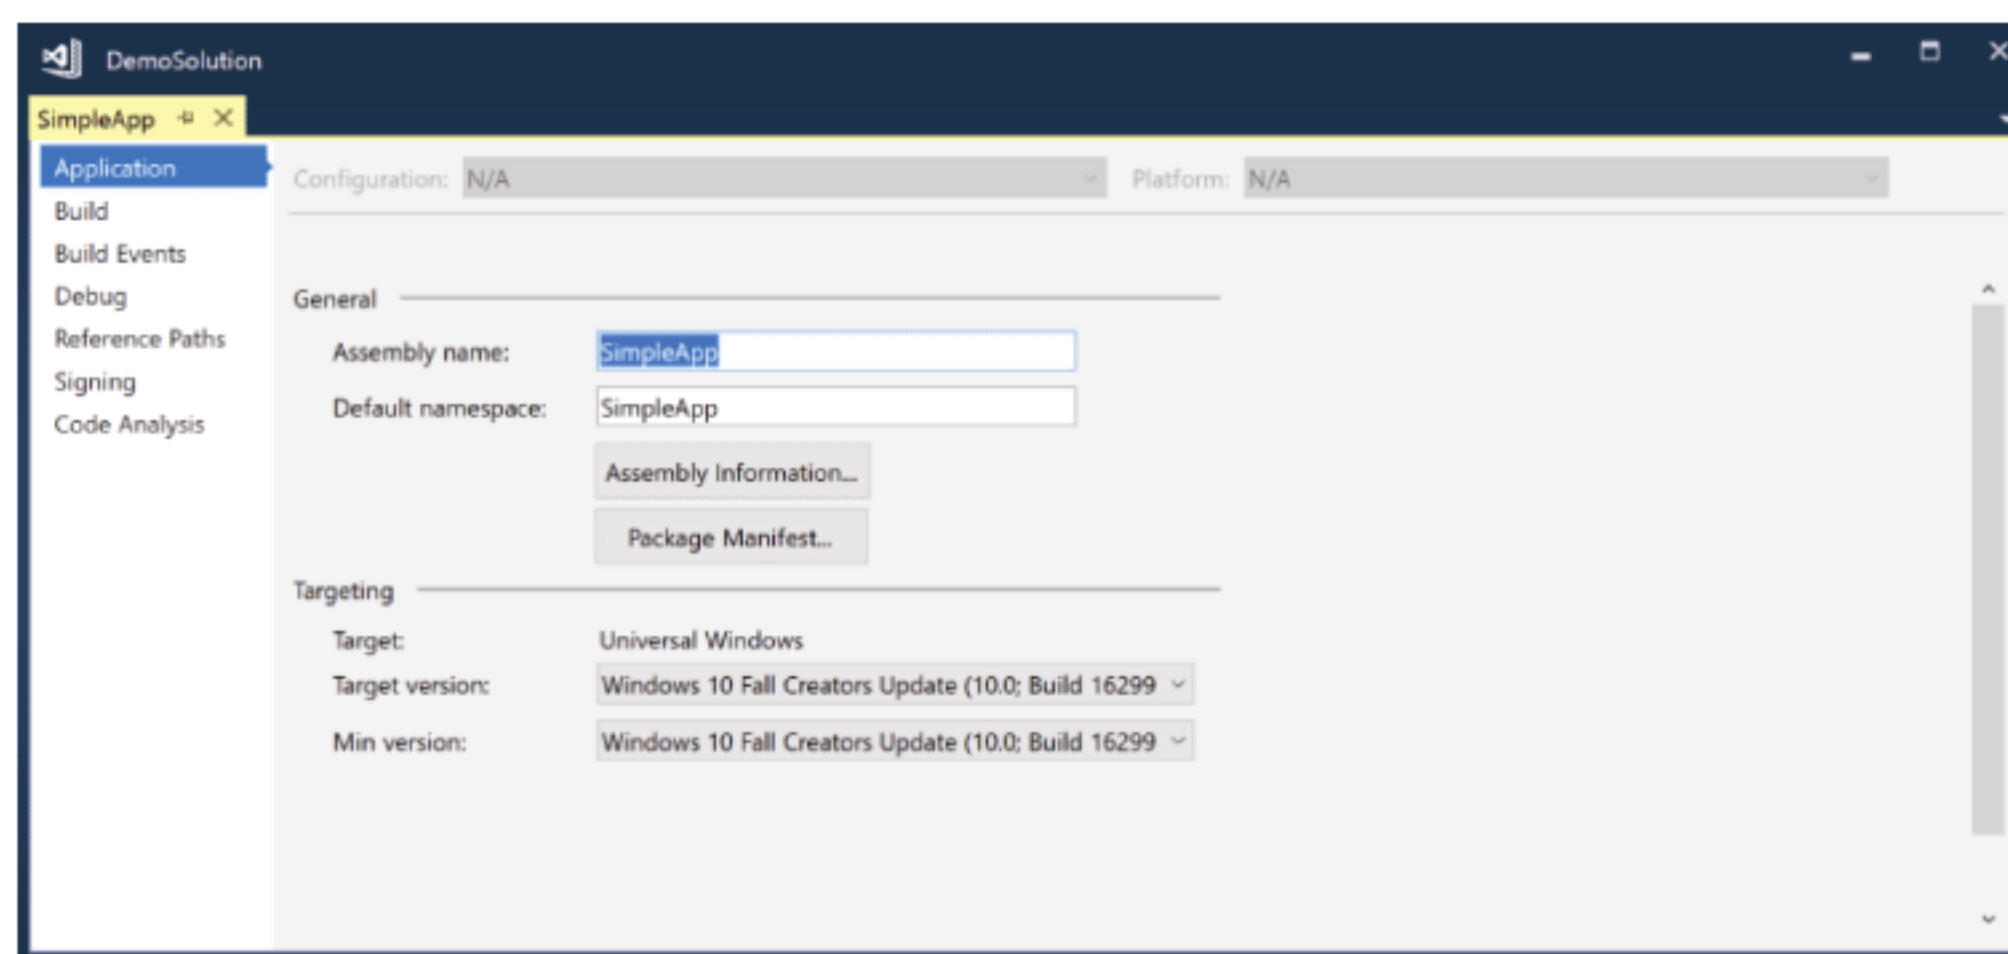 DemoSolution
SimpleApp
Application
Build
Build Events
Debug
Reference Paths
Signing
Code Analysis
Configuration: N/A Platform: N/A
General
Assembly name: SimpleApp
Default namespace: SimpleApp
Assembly Information...
Package Manifest...
Targeting
Target: Universal Windows
Target version: Windows 10 Fall Creators Update (10.0; Build 16299
Min version: Windows 10 Fall Creators Update (10.0; Build 16299